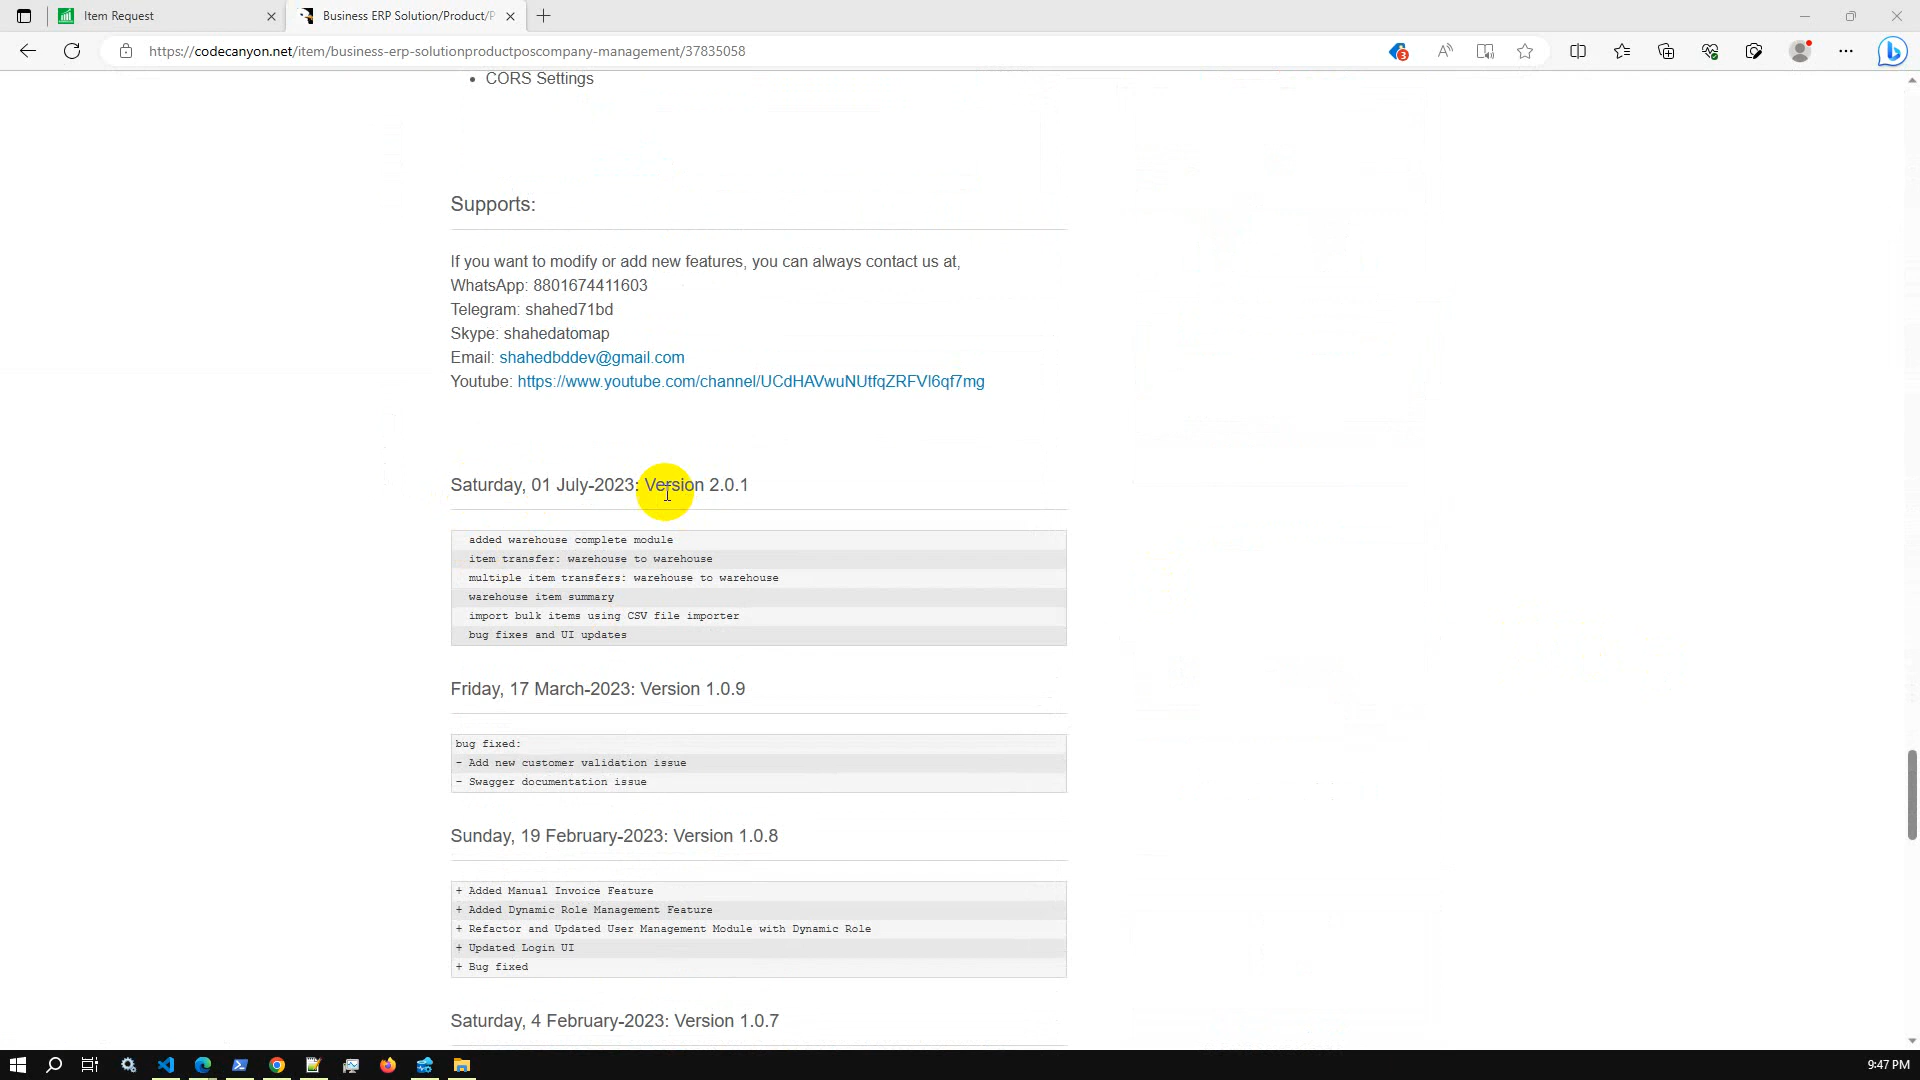 Item Request
Business ERP Solution/Product/P
https://codecanyon.net/item/business-erp-solutionproductposcompany-management/37835058
3
CORS Settings
Supports:
If you want to modify or add new features, you can always contact us at,
WhatsApp: 8801674411603
Telegram: shahed71bd
Skype: shahedatomap
Email: shahedbddev@gmail.com
Youtube: https://www.youtube.com/channel/UCdHAVwuNUtfqZRFVI6qf7mg
Saturday, 01 July-2023: Version 2.0.1
added warehouse complete module
item transfer: warehouse to warehouse
multiple item transfers: warehouse to warehouse
warehouse item summary
import bulk items using CSV file importer
bug fixes and UI updates
Friday, 17 March-2023: Version 1.0.9
bug fixed:
- Add new customer validation issue
- Swagger documentation issue
Sunday, 19 February-2023: Version 1.0.8
+ Added Manual Invoice Feature
+ Added Dynamic Role Management Feature
+ Refactor and Updated User Management Module with Dynamic Role
+ Updated Login UI
+ Bug fixed
Saturday, 4 February-2023: Version 1.0.7
9:47 PM